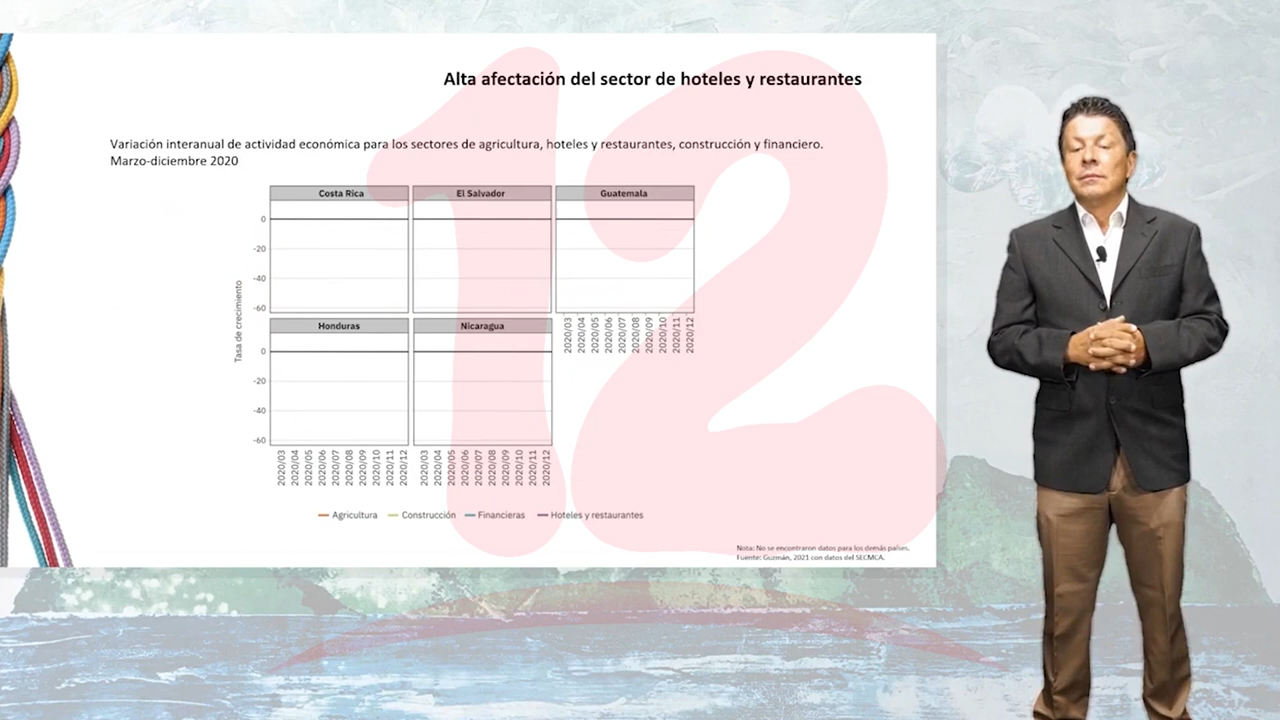 12
Alta afectación del sector de hoteles y restaurantes
Variación interanual de actividad económica para los sectores de agricultura, hoteles y restaurantes, construcción y financiero.
Marzo-diciembre 2020
Costa Rica El Salvador Guatemala
0
-20
-40
-60
Tasa de crecimiento
2020/03 2020/04 2020/05 2020/06 2020/07 2020/08 2020/09 2020/10 2020/11 2020/12
Honduras Nicaragua
0
-20
-40
-60
2020/03 2020/04 2020/05 2020/06 2020/07 2020/08 2020/09 2020/10 2020/11 2020/12 2020/03 2020/04 2020/05 2020/06 2020/07 2020/08 2020/09 2020/10 2020/11 2020/12
Agricultura Construcción Financieras Hoteles y restaurantes
Nota: No se encontraron datos para los demás países.
Fuente: Guzmán, 2021 con datos del SECMCA.